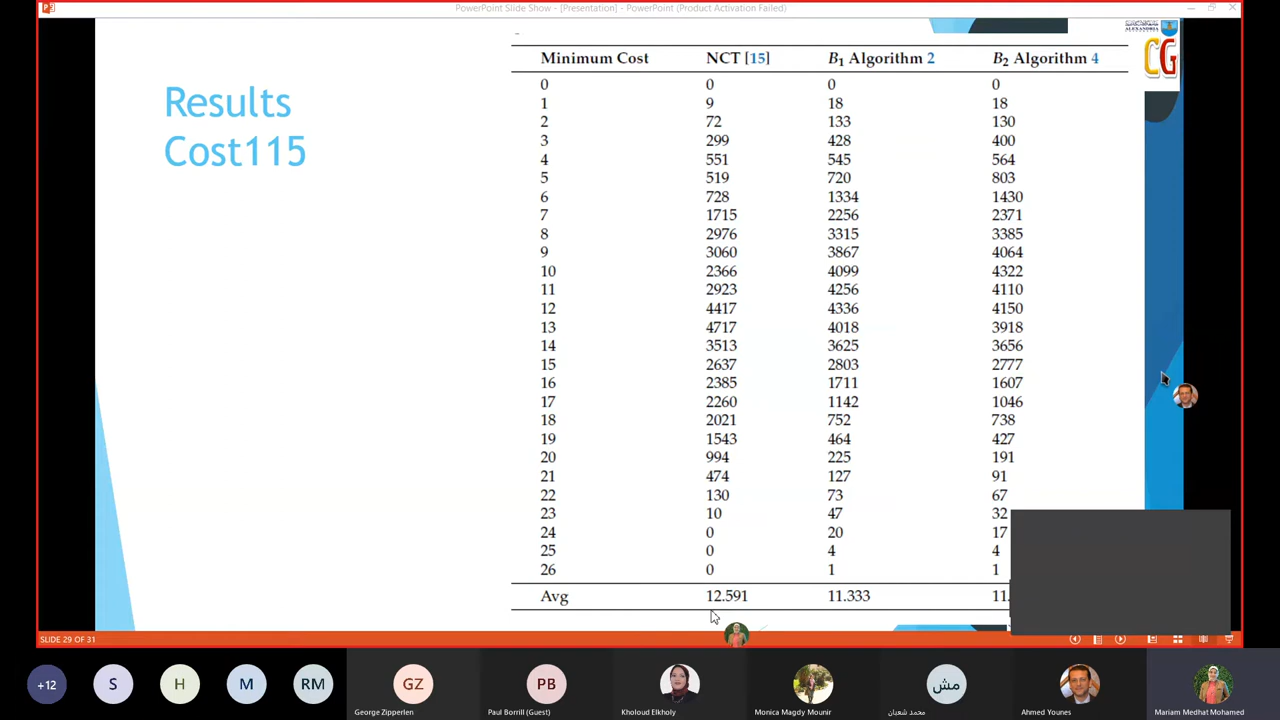 PowerPoint Slide Show - [Presentation] - PowerPoint (Product Activation Failed)
ALEXANDRIA
CG
Results
Cost115
Minimum Cost NCT [15] B1 Algorithm 2 B2 Algorithm 4
0 0 0 0
1 9 18 18
2 72 133 130
3 299 428 400
4 551 545 564
5 519 720 803
6 728 1334 1430
7 1715 2256 2371
8 2976 3315 3385
9 3060 3867 4064
10 2366 4099 4322
11 2923 4256 4110
12 4417 4336 4150
13 4717 4018 3918
14 3513 3625 3656
15 2637 2803 2777
16 2385 1711 1607
17 2260 1142 1046
18 2021 752 738
19 1543 464 427
20 994 225 191
21 474 127 91
22 130 73 67
23 10 47 32
24 0 20 17
25 0 4 4
26 0 1 1
Avg 12.591 11.333 11.
SLIDE 29 OF 31
+12 S H M RM GZ PB مش
George Zipperlen Paul Borrill (Guest) Kholoud Elkholy Monica Magdy Mounir محمد شعبان Ahmed Younes Mariam Medhat Mohamed